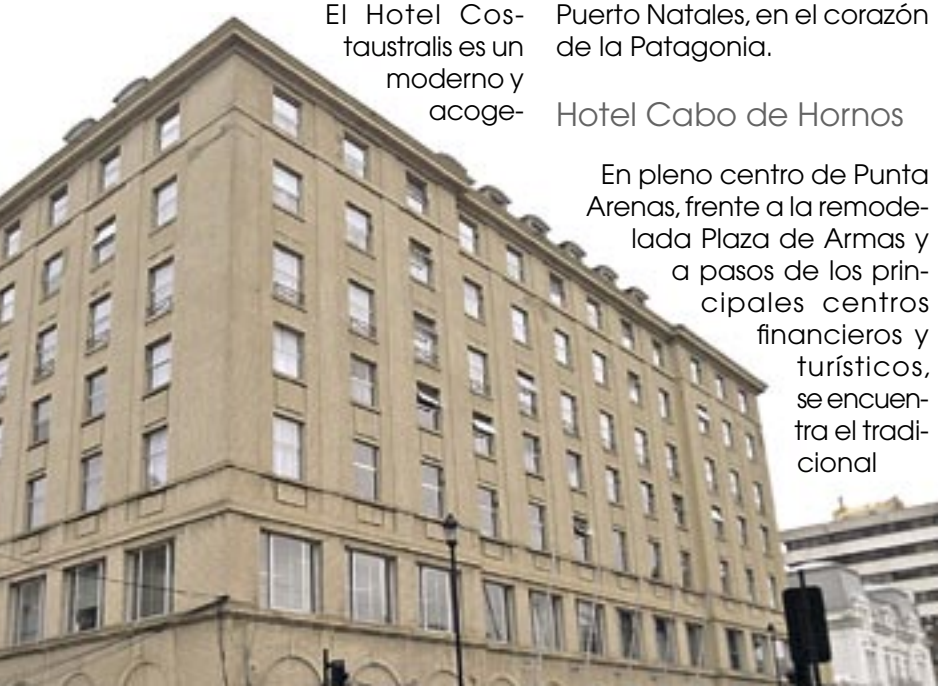 El Hotel Cos-
taustralis es un
moderno y
acoge-
Puerto Natales, en el corazón
de la Patagonia.
Hotel Cabo de Hornos
En pleno centro de Punta
Arenas, frente a la remode-
lada Plaza de Armas y
a pasos de los prin-
cipales centros
financieros y
turísticos,
se encuen-
tra el tradi-
cional